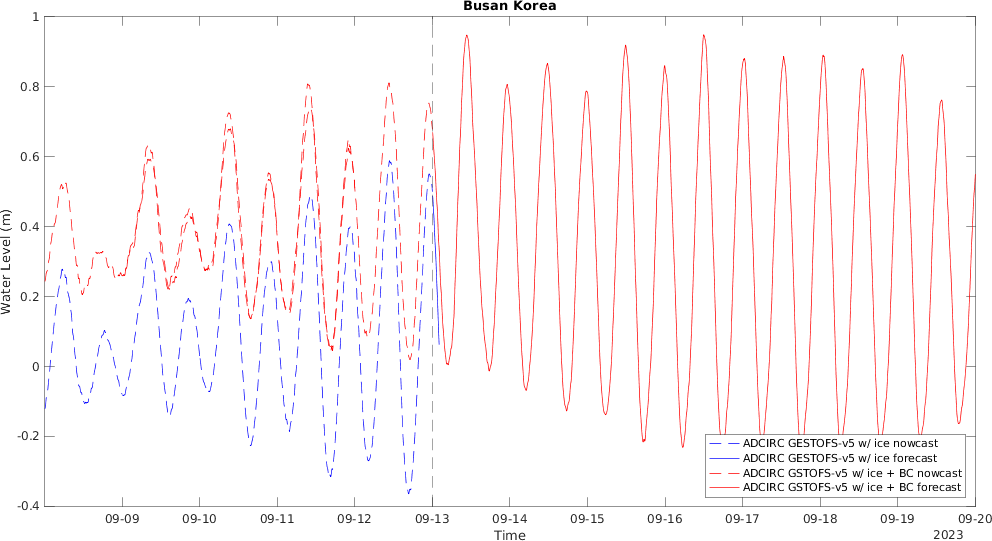 Busan Korea
Water Level (m)
1
0.8
0.6
0.4
0.2
0
-0.2
-0.4
ADCIRC GESTOFS-v5 w/ ice nowcast
ADCIRC GESTOFS-v5 w/ ice forecast
ADCIRC GSTOFS-v5 w/ ice + BC nowcast
ADCIRC GSTOFS-v5 w/ ice + BC forecast
09-09 09-10 09-11 09-12 09-13 09-14 09-15 09-16 09-17 09-18 09-19 09-20
Time
2023